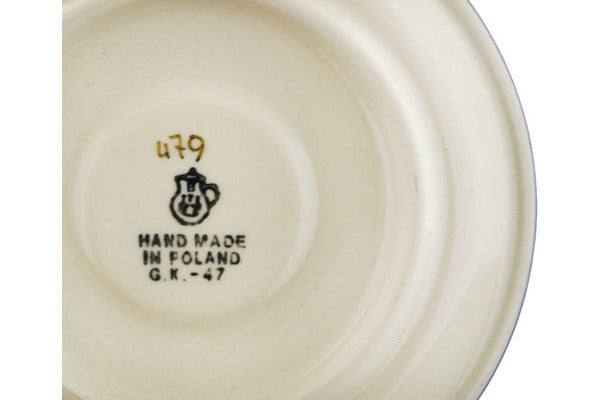 479
HAND MADE
IN POLAND
G.K.-47